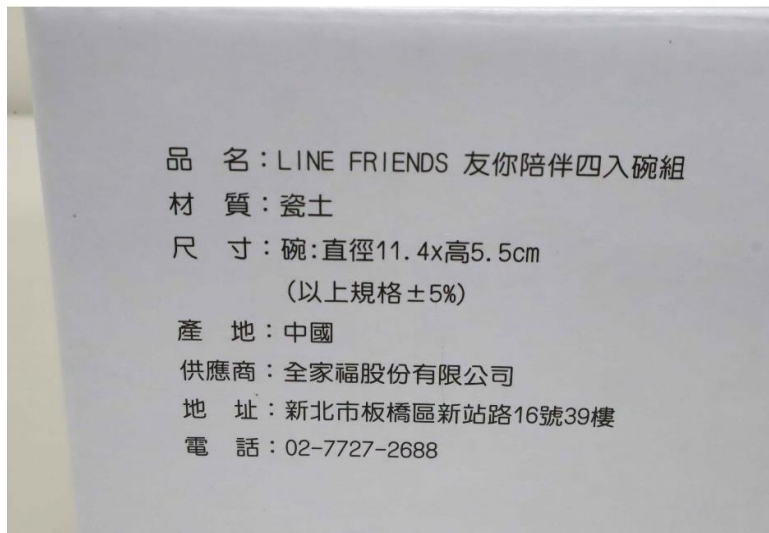 品　名：LINE FRIENDS 友你陪伴四入碗組
材　質：瓷土
尺　寸：碗:直徑11.4x高5.5cm
(以上規格±5%)
產　地：中國
供應商：全家福股份有限公司
地　址：新北市板橋區新站路16號39樓
電　話：02-7727-2688